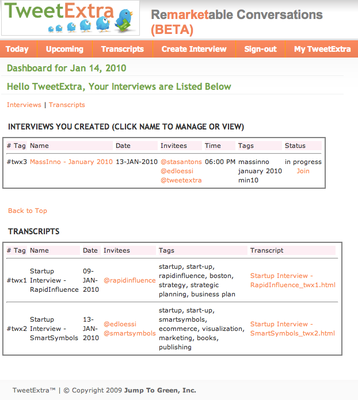 TweetExtra
Remarketable Conversations
(BETA)
Today Upcoming Transcripts Create Interview Sign-out My TweetExtra
Dashboard for Jan 14, 2010
Hello TweetExtra, Your Interviews are Listed Below
Interviews | Transcripts
INTERVIEWS YOU CREATED (CLICK NAME TO MANAGE OR VIEW)
# Tag Name Date Invitees Time Tags Status
#twx3 MassInno - January 2010 13-JAN-2010 @stasantons 06:00 PM massinno in progress
@edloessi january 2010 Join
@tweetextra min10
Back to Top
TRANSCRIPTS
# Tag Name Date Invitees Tags Transcript
#twx1 Startup Interview - RapidInfluence 09-JAN-2010 @rapidinfluence startup, start-up, rapidinfluence, boston, strategy, strategic planning, business plan Startup Interview - RapidInfluence_twx1.html
#twx2 Startup Interview - SmartSymbols 13-JAN-2010 @edloessi @smartsymbols startup, start-up, smartsymbols, ecommerce, visualization, marketing, books, publishing Startup Interview - SmartSymbols_twx2.html
TweetExtra™ | © Copyright 2009 Jump To Green, Inc.